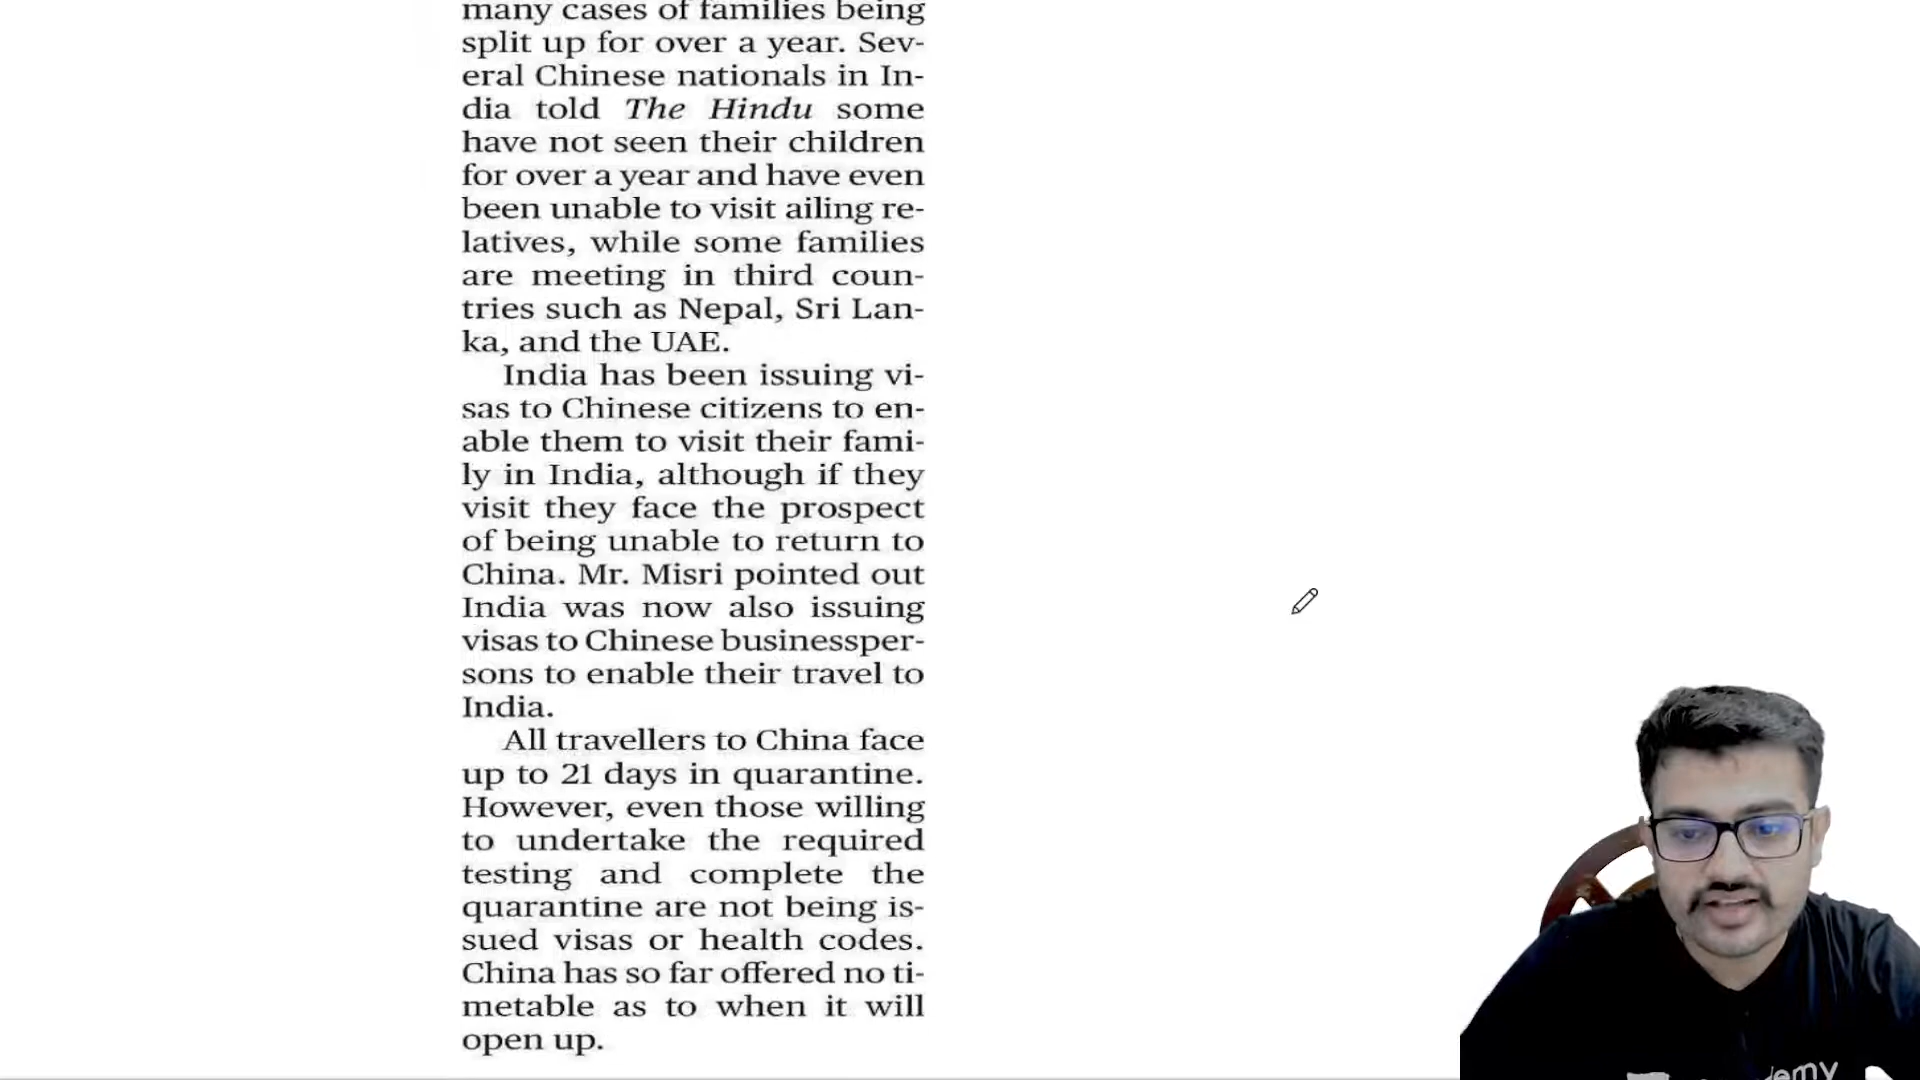 many cases of families being
split up for over a year. Sev-
eral Chinese nationals in In-
dia told The Hindu some
have not seen their children
for over a year and have even
been unable to visit ailing re-
latives, while some families
are meeting in third coun-
tries such as Nepal, Sri Lan-
ka, and the UAE.
India has been issuing vi-
sas to Chinese citizens to en-
able them to visit their fami-
ly in India, although if they
visit they face the prospect
of being unable to return to
China. Mr. Misri pointed out
India was now also issuing
visas to Chinese businessper-
sons to enable their travel to
India.
All travellers to China face
up to 21 days in quarantine.
However, even those willing
to undertake the required
testing and complete the
quarantine are not being is-
sued visas or health codes.
China has so far offered no ti-
metable as to when it will
open up.